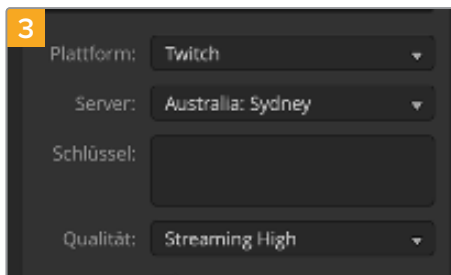 3
Plattform: Twitch
Server: Australia: Sydney
Schlüssel:
Qualität: Streaming High